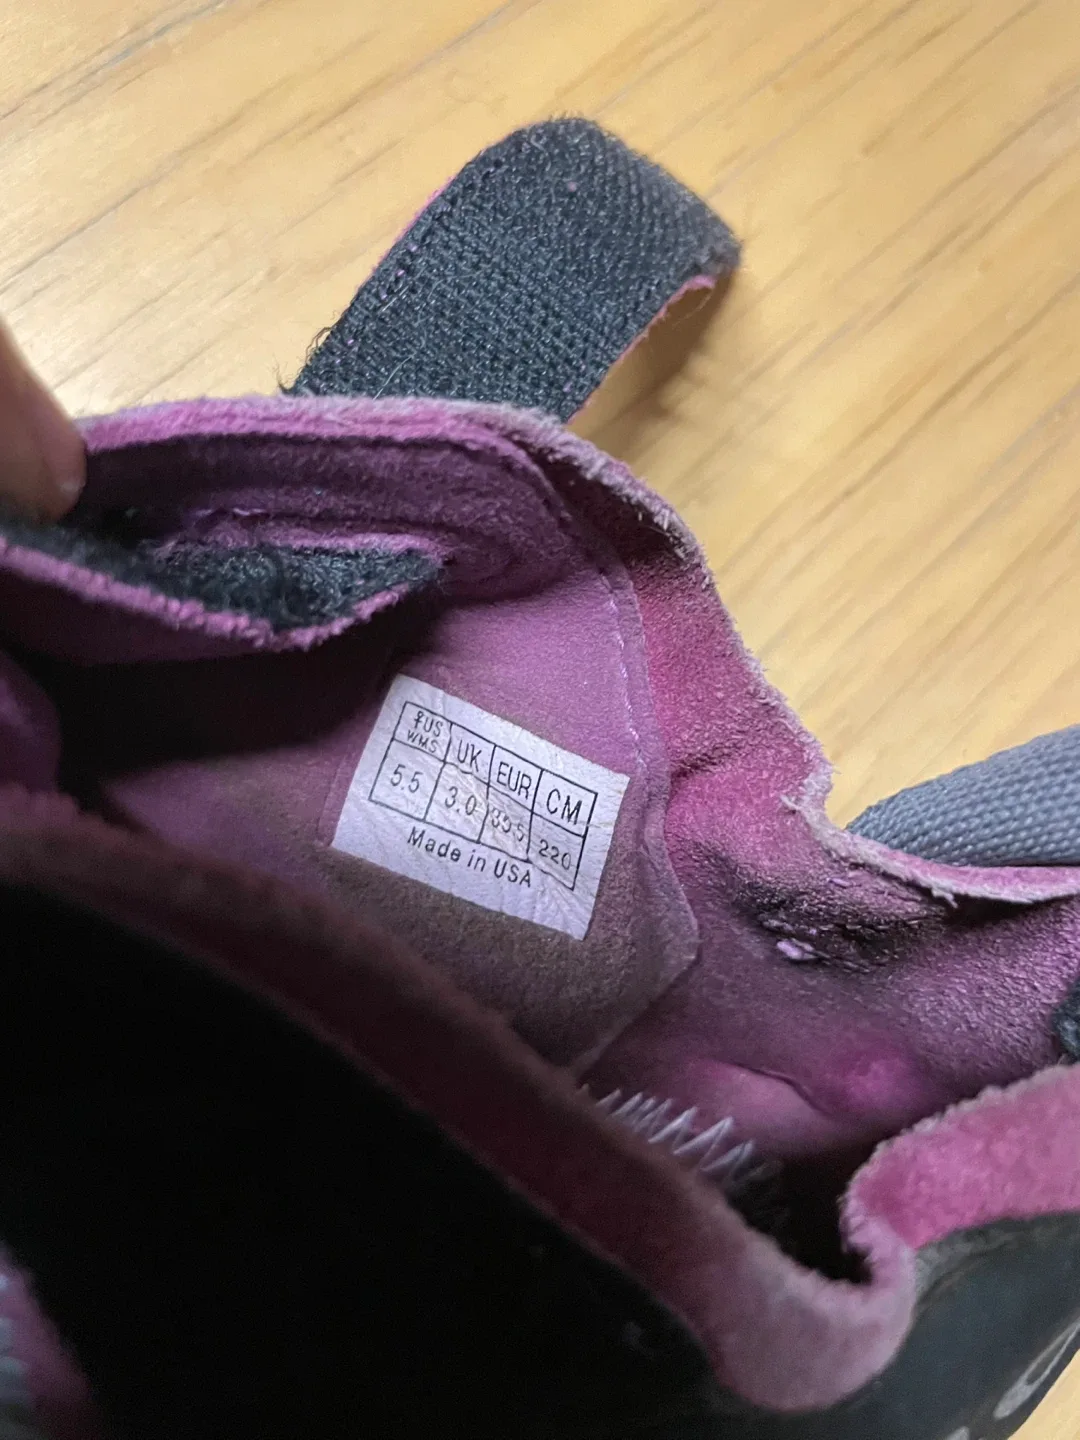 US UK EUR CM
WMS
5.5 3.0 35.5 220
Made in USA